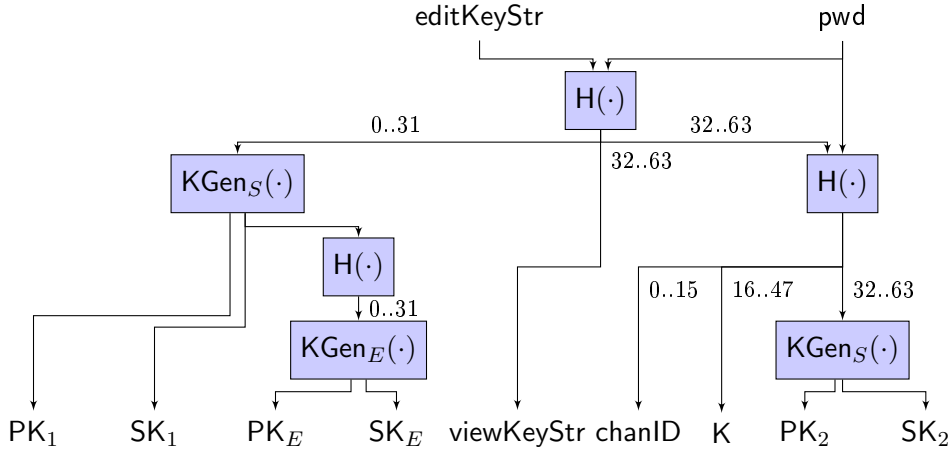 editKeyStr pwd
H(·)
0..31 32..63
32..63
KGen_S(·) H(·)
H(·)
0..15 16..47 32..63
0..31
KGen_E(·) KGen_S(·)
PK_1 SK_1 PK_E SK_E viewKeyStr chanID K PK_2 SK_2